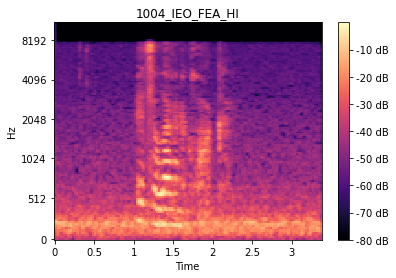 1004_IEO_FEA_HI
8192
4096
2048
1024
512
0
Hz
0 0.5 1 1.5 2 2.5 3
Time
-10 dB
-20 dB
-30 dB
-40 dB
-50 dB
-60 dB
-70 dB
-80 dB